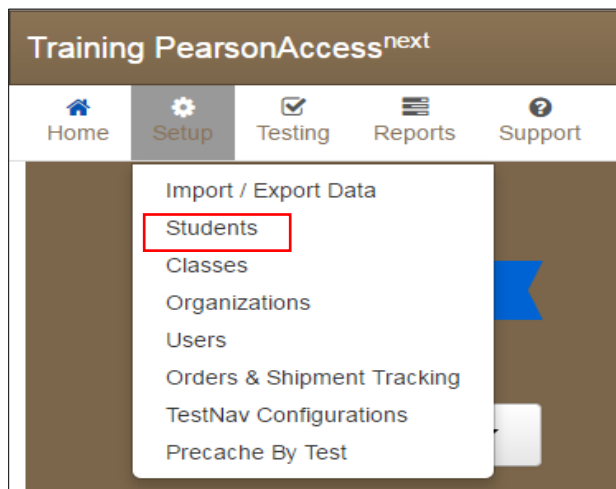 Training PearsonAccessnext
Home Setup Testing Reports Support
Import / Export Data
Students
Classes
Organizations
Users
Orders & Shipment Tracking
TestNav Configurations
Precache By Test